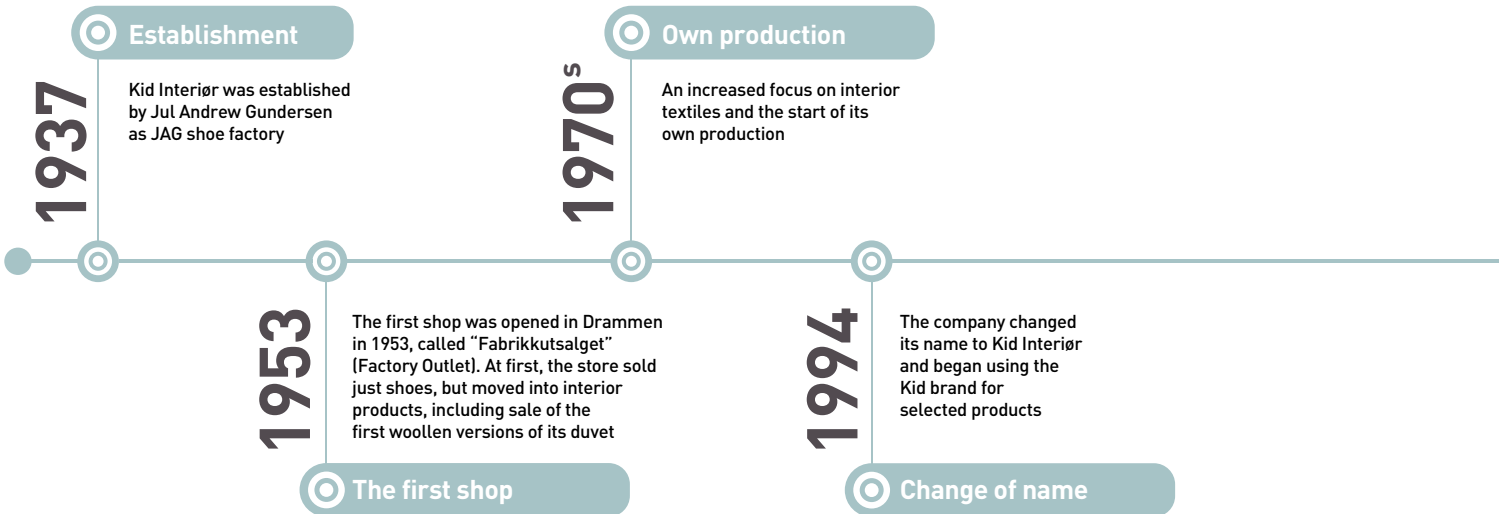 Establishment
1937
Kid Interiør was established
by Jul Andrew Gundersen
as JAG shoe factory
The first shop
1953
The first shop was opened in Drammen
in 1953, called “Fabrikkutsalget”
(Factory Outlet). At first, the store sold
just shoes, but moved into interior
products, including sale of the
first woollen versions of its duvet
Own production
1970s
An increased focus on interior
textiles and the start of its
own production
Change of name
1994
The company changed
its name to Kid Interiør
and began using the
Kid brand for
selected products